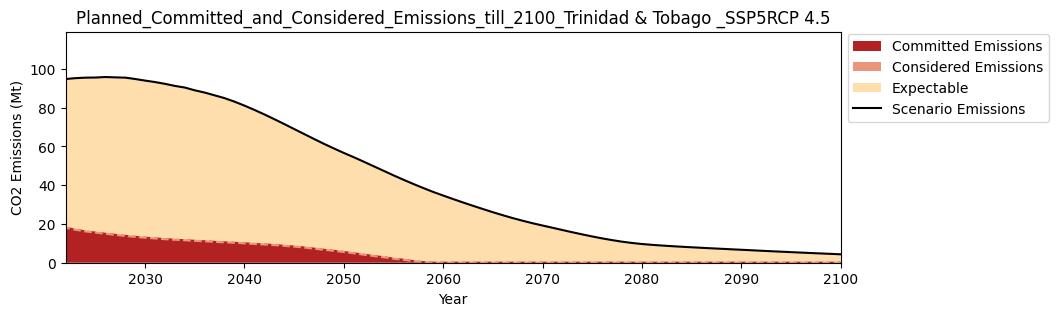 Planned_Committed_and_Considered_Emissions_till_2100_Trinidad & Tobago _SSP5RCP 4.5
Committed Emissions
Considered Emissions
Expectable
Scenario Emissions
CO2 Emissions (Mt)
100
80
60
40
20
0
2030 2040 2050 2060 2070 2080 2090 2100
Year